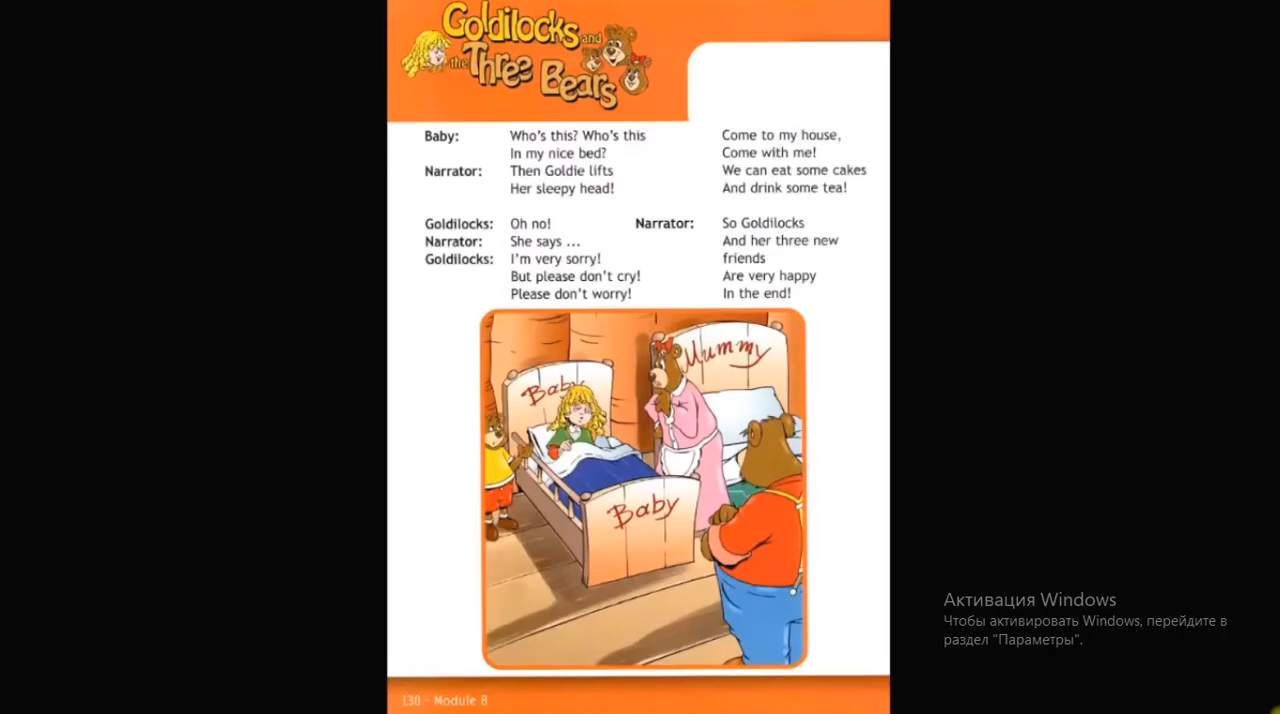 Goldilocks and
the Three Bears
Baby: Who's this? Who's this
In my nice bed?
Narrator: Then Goldie lifts
Her sleepy head!
Goldilocks: Oh no!
Narrator: She says ...
Goldilocks: I'm very sorry!
But please don't cry!
Please don't worry!
Come to my house,
Come with me!
We can eat some cakes
And drink some tea!
Narrator: So Goldilocks
And her three new
friends
Are very happy
In the end!
Baby
Mummy
Baby
130 - Module 8
Активация Windows
Чтобы активировать Windows, перейдите в
раздел "Параметры".